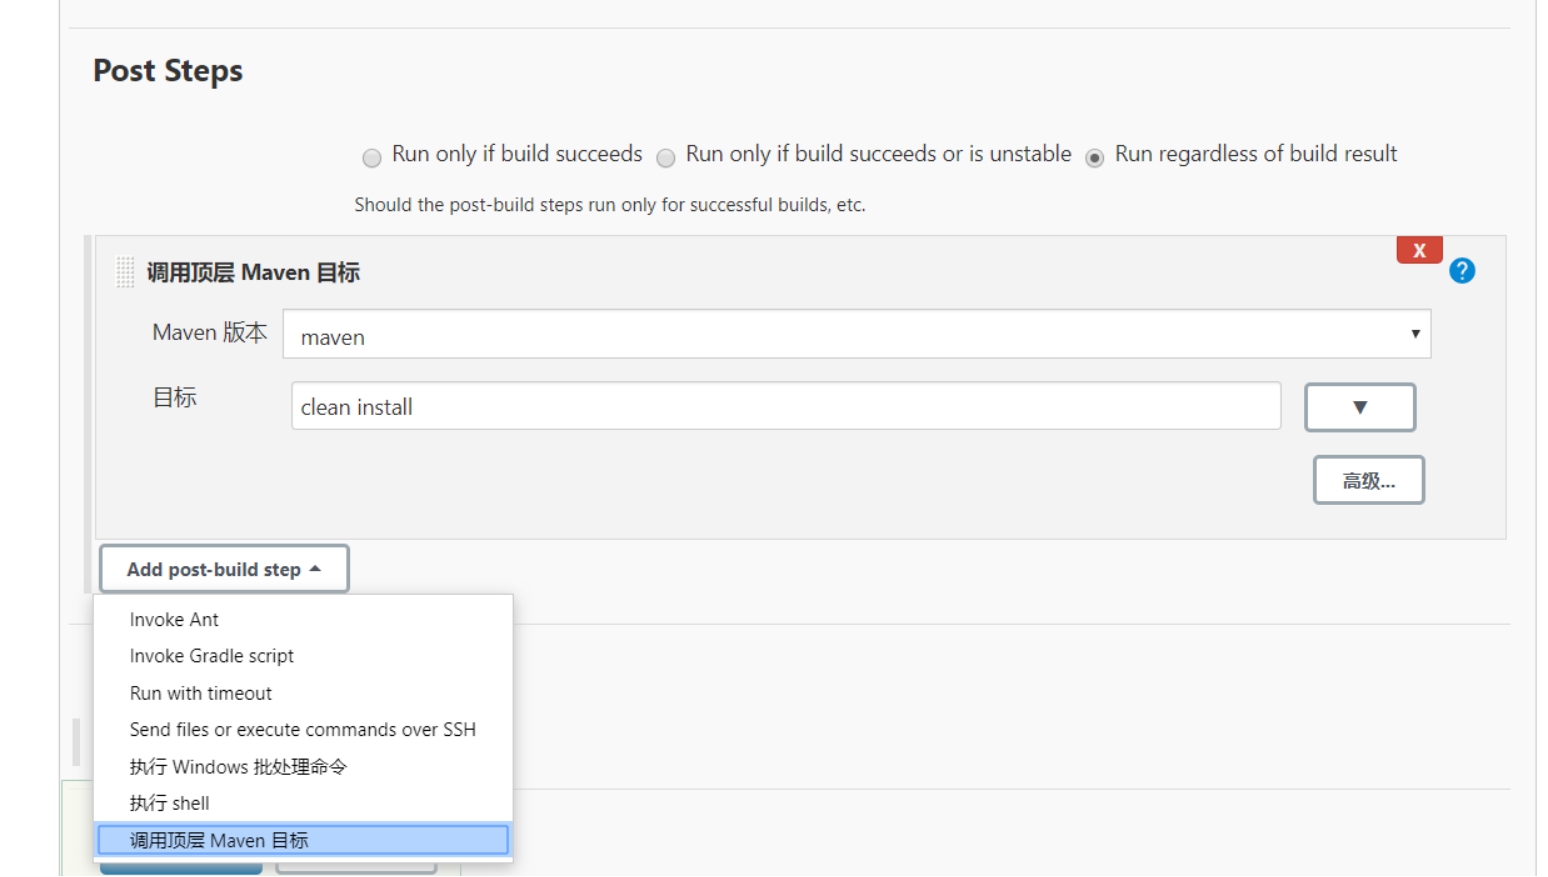 Post Steps
Run only if build succeeds Run only if build succeeds or is unstable Run regardless of build result
Should the post-build steps run only for successful builds, etc.
X
调用顶层 Maven 目标 ?
Maven 版本 maven
目标 clean install
高级...
Add post-build step
Invoke Ant
Invoke Gradle script
Run with timeout
Send files or execute commands over SSH
执行 Windows 批处理命令
执行 shell
调用顶层 Maven 目标